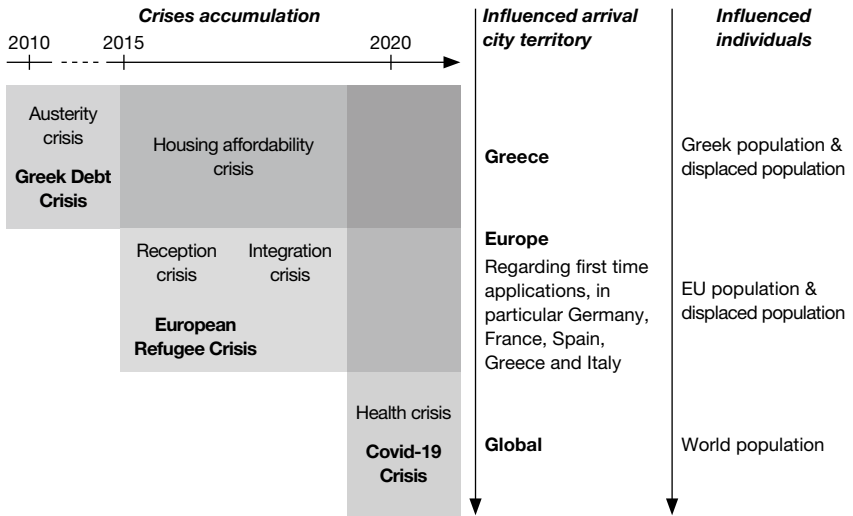 Crises accumulation
Influenced arrival
city territory
Influenced
individuals
2010
2015
2020
Austerity
crisis
Greek Debt
Crisis
Housing affordability
crisis
Greece
Greek population &
displaced population
Reception
crisis
Integration
crisis
European
Refugee Crisis
Europe
Regarding first time
applications, in
particular Germany,
France, Spain,
Greece and Italy
EU population &
displaced population
Health crisis
Covid-19
Crisis
Global
World population